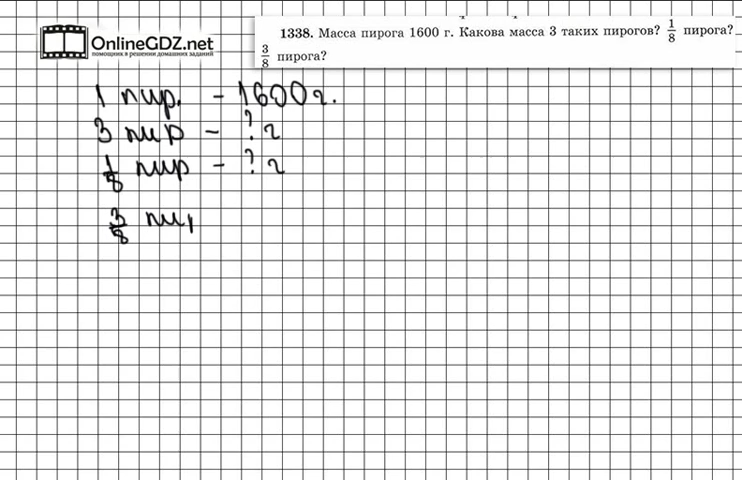 OnlineGDZ.net
помощник в решении домашних заданий
1338. Масса пирога 1600 г. Какова масса 3 таких пирогов? 1/8 пирога?
3/8 пирога?
1 пир. - 1600 г.
3 пир - ? г
1/8 пир - ? г
3/8 пи